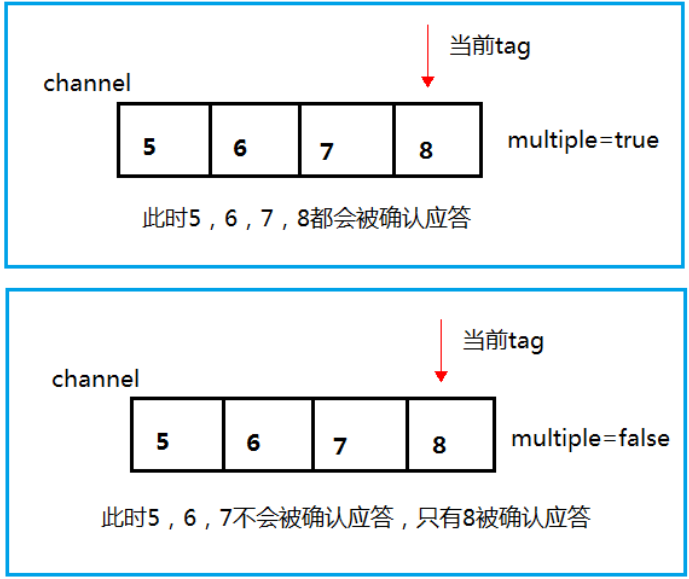 当前tag
channel
5 6 7 8 multiple=true
此时5，6，7，8都会被确认应答
当前tag
channel
5 6 7 8 multiple=false
此时5，6，7不会被确认应答，只有8被确认应答